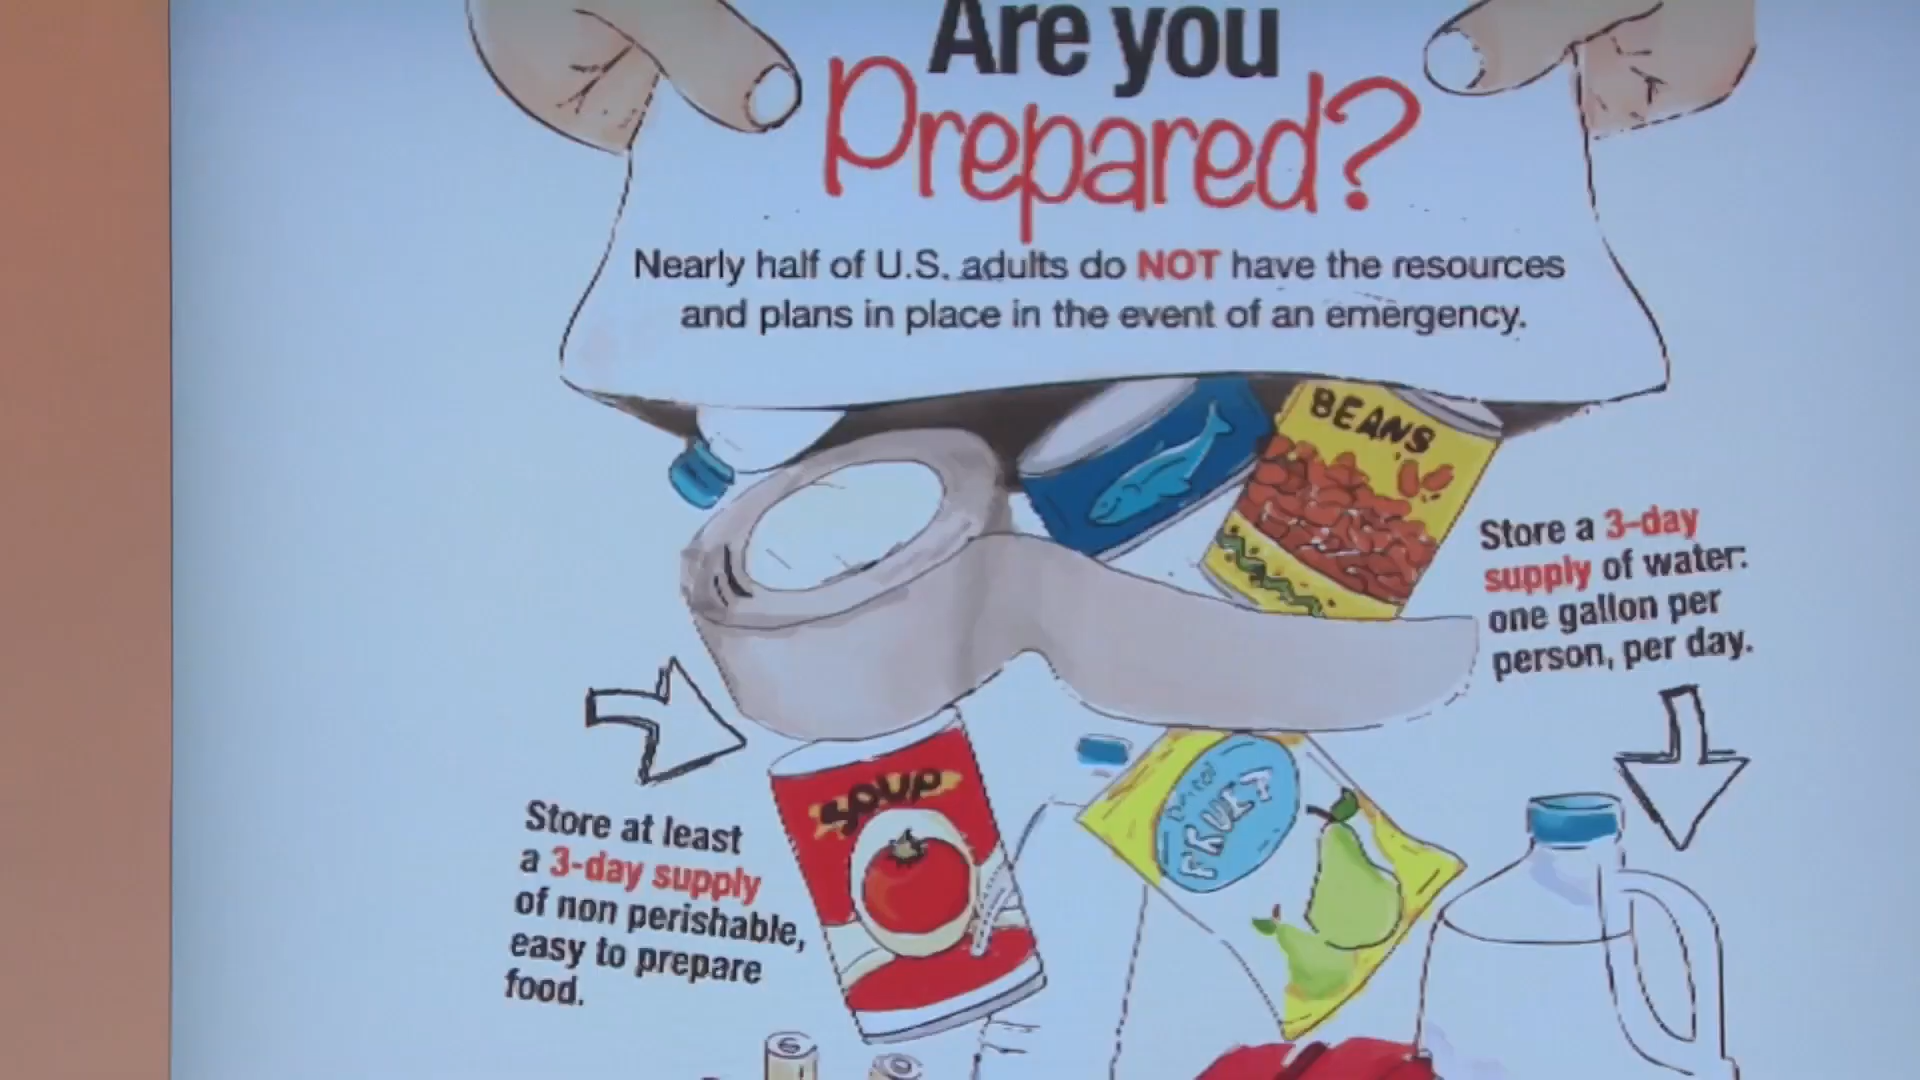 Are you
Prepared?
Nearly half of U.S. adults do NOT have the resources
and plans in place in the event of an emergency.
BEANS
Store a 3-day
supply of water:
one gallon per
person, per day.
SOUP
FRUIT
Store at least
a 3-day supply
of non perishable,
easy to prepare
food.